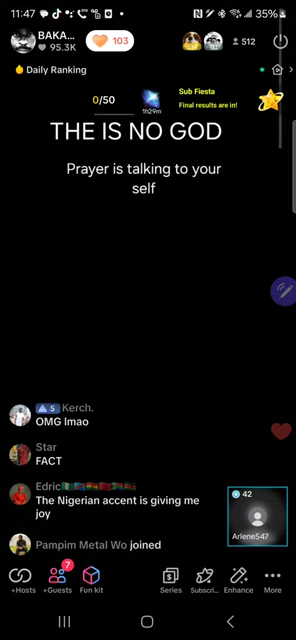 11:47
35%
BAKA...
95.3K
103
512
Daily Ranking
0/50
1h29m
Sub Fiesta
Final results are in!
THE IS NO GOD
Prayer is talking to your
self
5 Kerch.
OMG lmao
Star
FACT
Edric
The Nigerian accent is giving me
joy
Pampim Metal Wo joined
42
Arlene547
7
+Hosts
+Guests
Fun kit
Series
Subscri...
Enhance
More